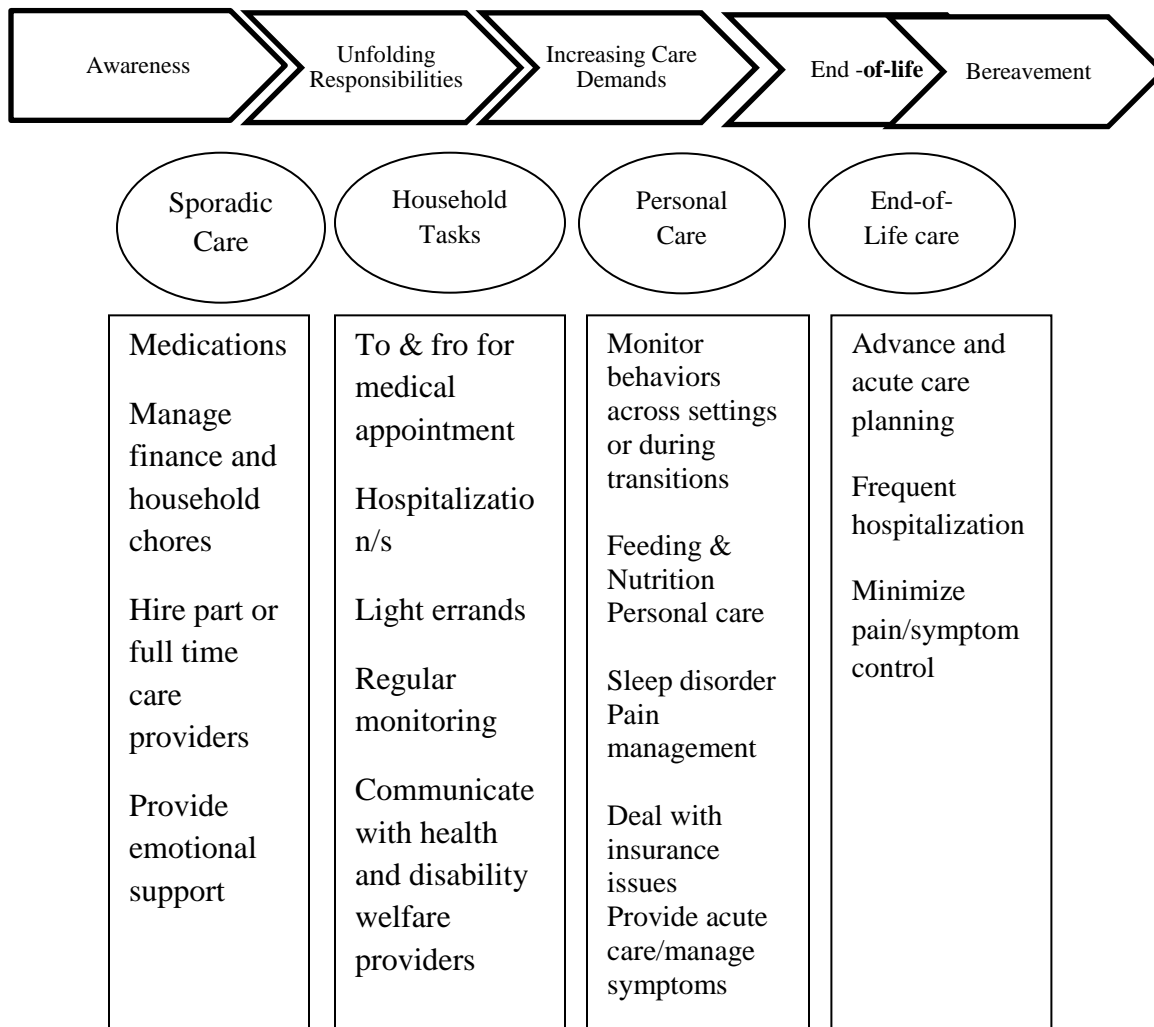 Awareness
Unfolding
Responsibilities
Increasing Care
Demands
End -of-life
Bereavement
Sporadic
Care
Household
Tasks
Personal
Care
End-of-
Life care
Medications
Manage
finance and
household
chores
Hire part or
full time
care
providers
Provide
emotional
support
To & fro for
medical
appointment
Hospitalizatio
n/s
Light errands
Regular
monitoring
Communicate
with health
and disability
welfare
providers
Monitor
behaviors
across settings
or during
transitions
Feeding &
Nutrition
Personal care
Sleep disorder
Pain
management
Deal with
insurance
issues
Provide acute
care/manage
symptoms
Advance and
acute care
planning
Frequent
hospitalization
Minimize
pain/symptom
control